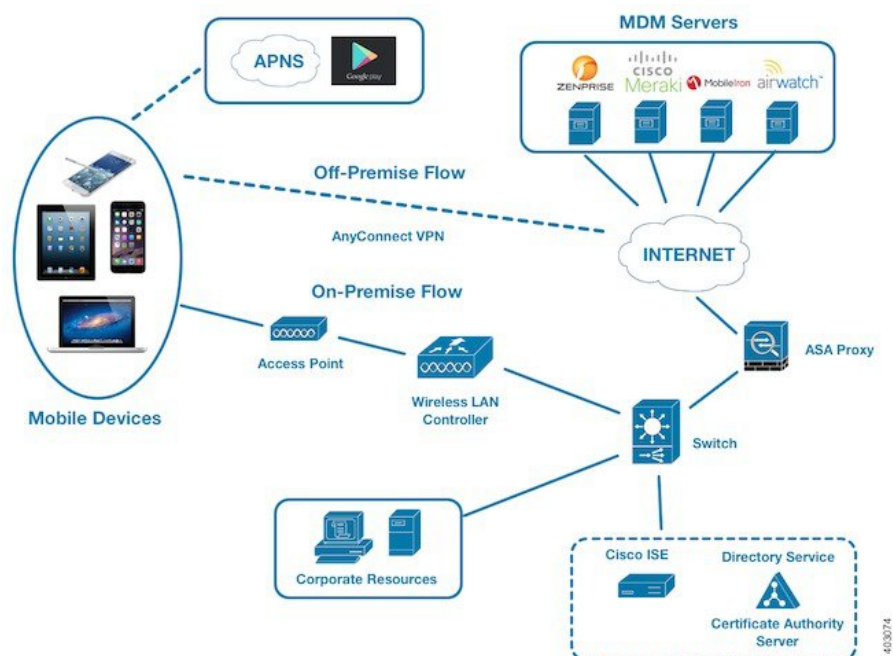 MDM Servers
APNS
Google play
ZENPRISE
CISCO
Meraki
MobileIron
airwatch™
Off-Premise Flow
AnyConnect VPN
INTERNET
On-Premise Flow
Access Point
ASA Proxy
Wireless LAN
Controller
Mobile Devices
Switch
Corporate Resources
Cisco ISE
Directory Service
Certificate Authority
Server
403074